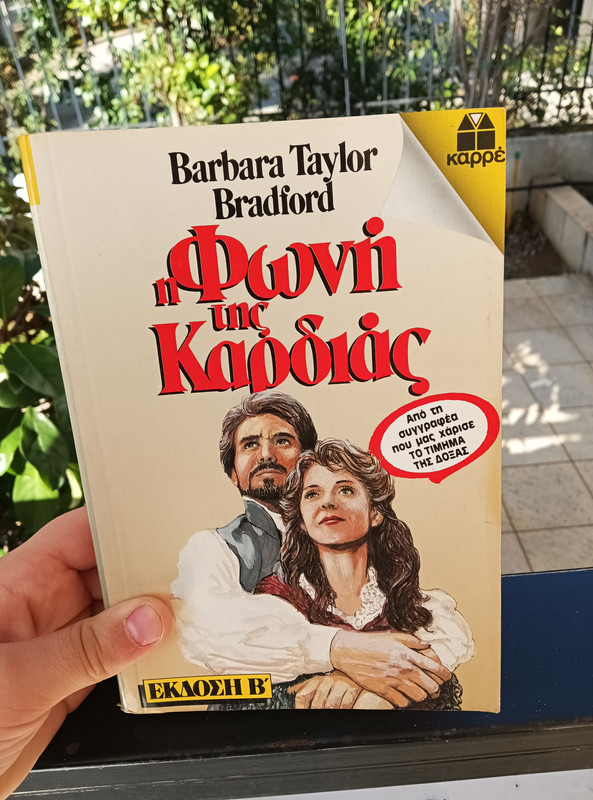 Barbara Taylor
Bradford
καρρέ
η Φωνή
της
Καρδιάς
Από τη
συγγραφέα
που μας χάρισε
ΤΟ ΤΙΜΗΜΑ
ΤΗΣ ΔΟΞΑΣ
ΕΚΔΟΣΗ Β΄